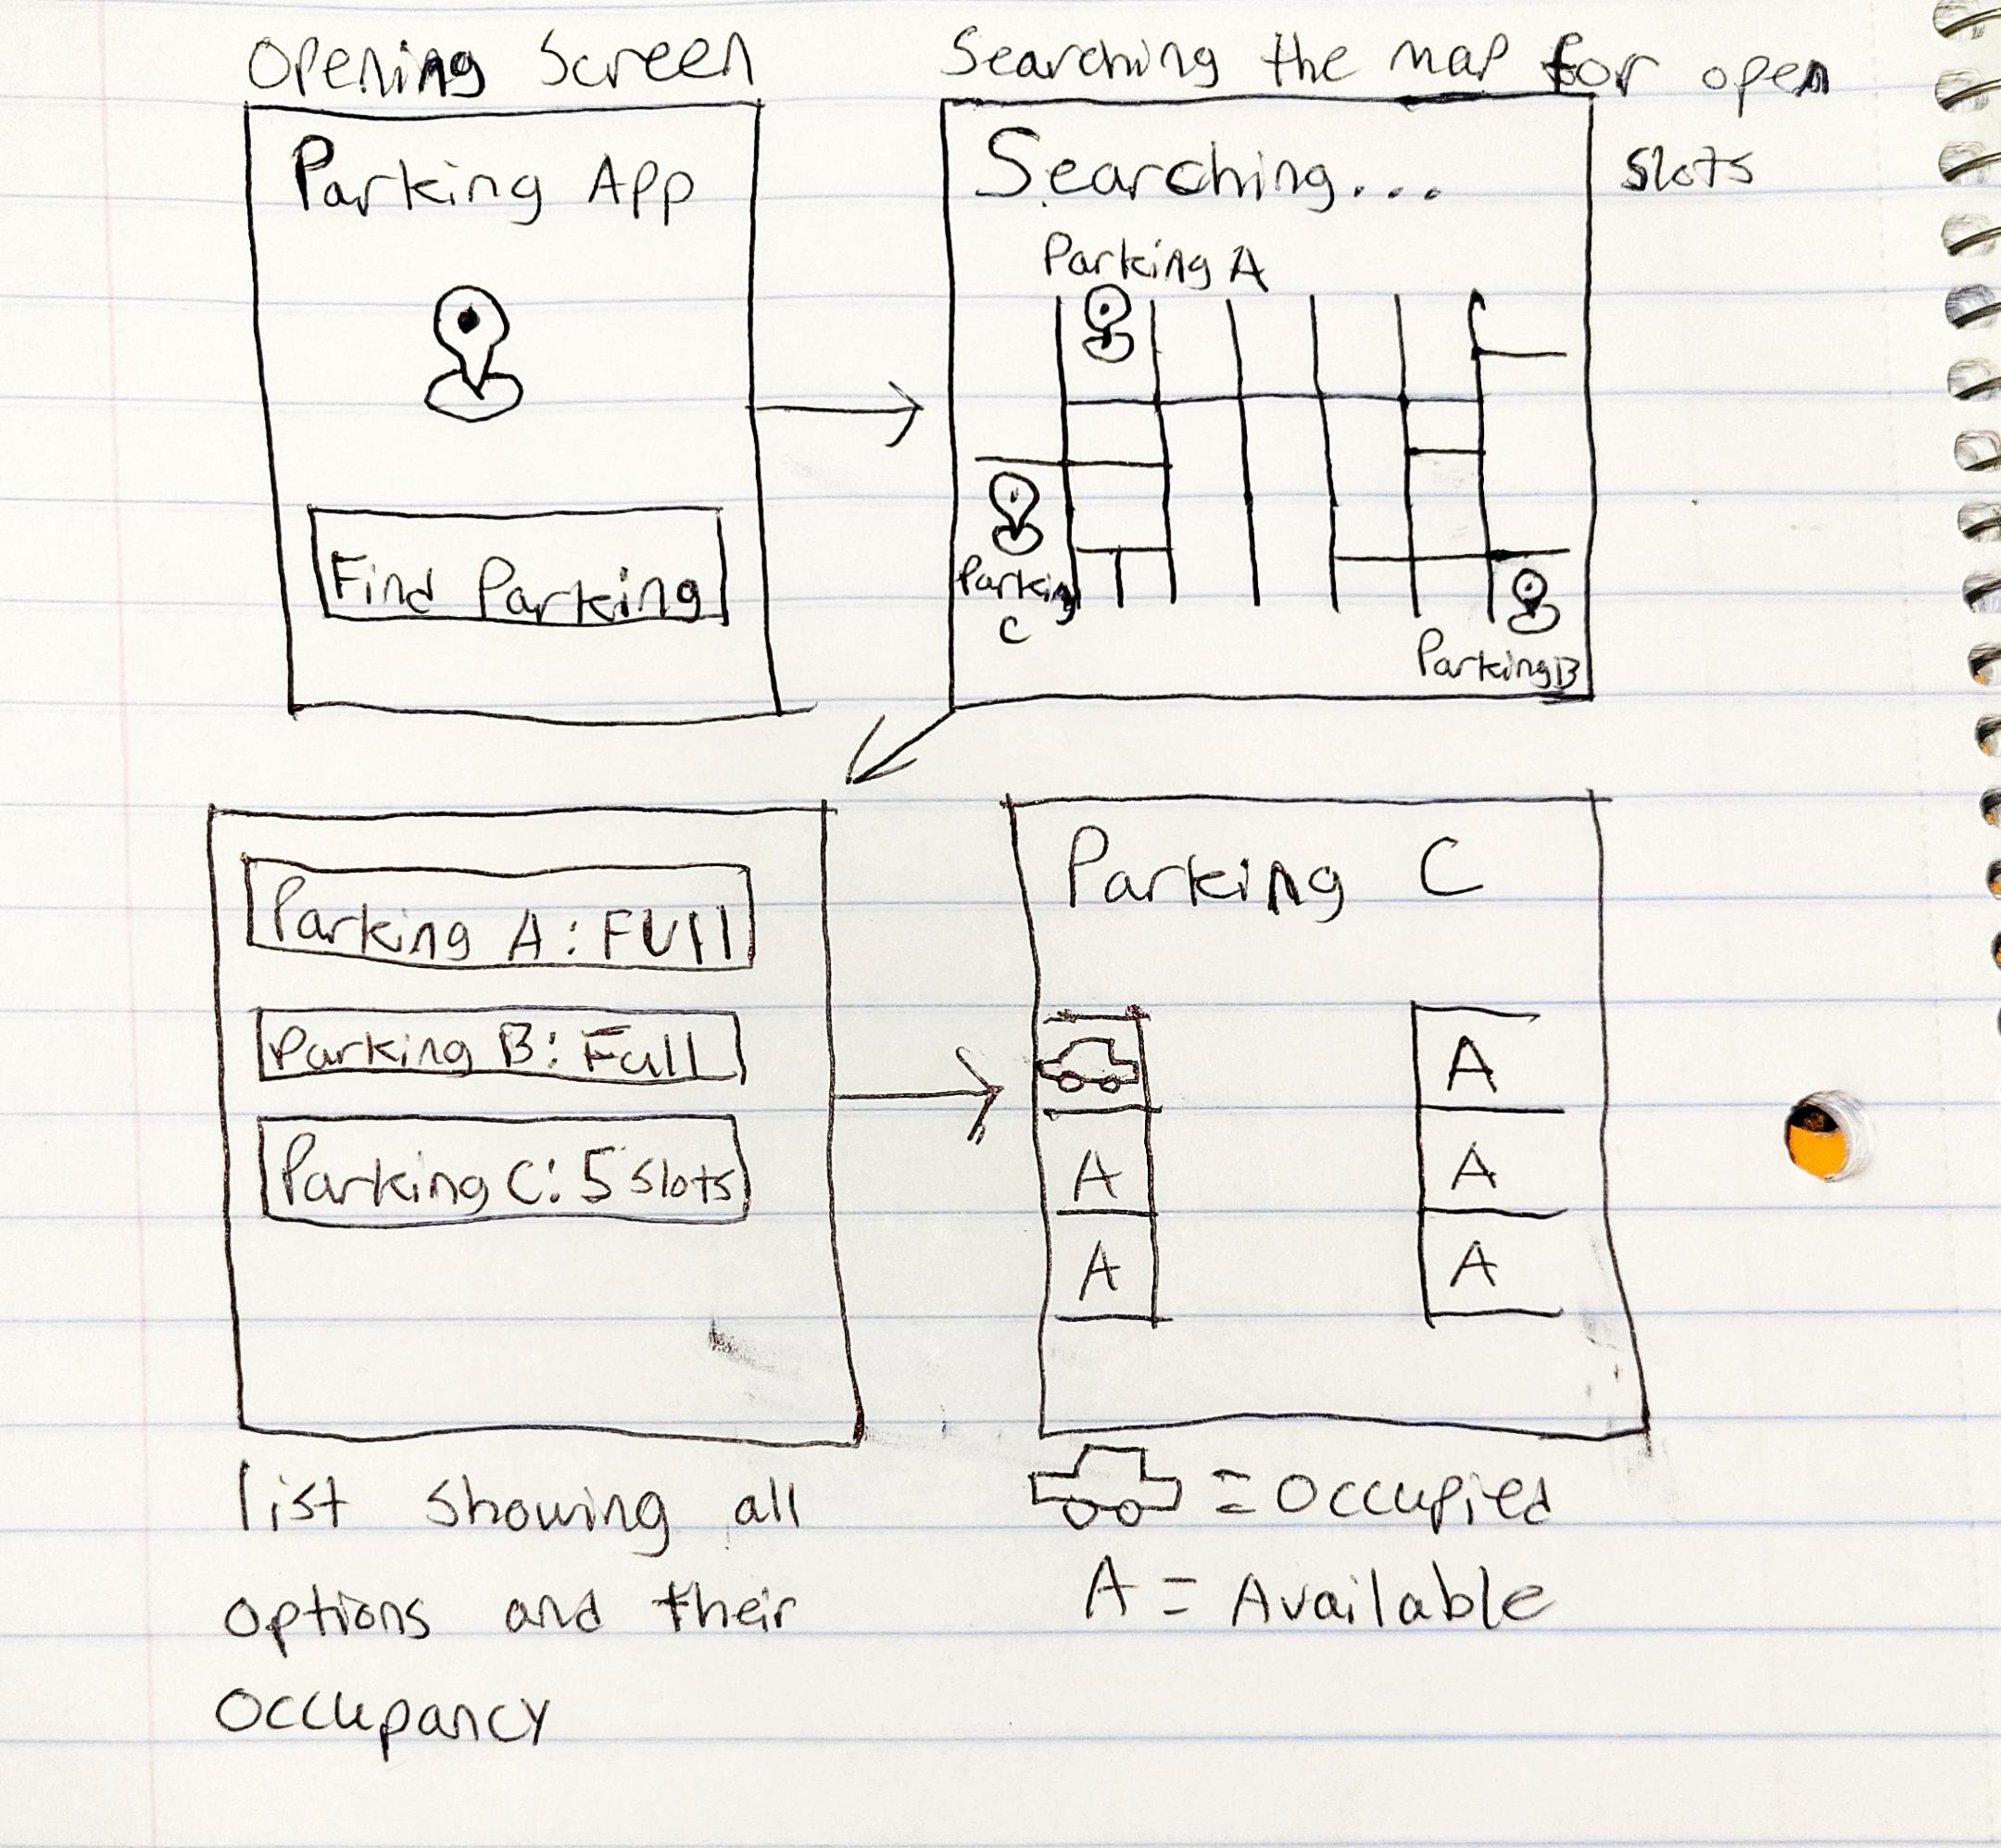 Opening Screen
Parking App
Find Parking
Searching the map for open
slots
Searching...
Parking A
Parking
C
Parking B
Parking A: FUll
Parking B: Full
Parking C: 5 slots
list showing all
options and their
Occupancy
Parking C
A
A A
A A
= Occupied
A = Available